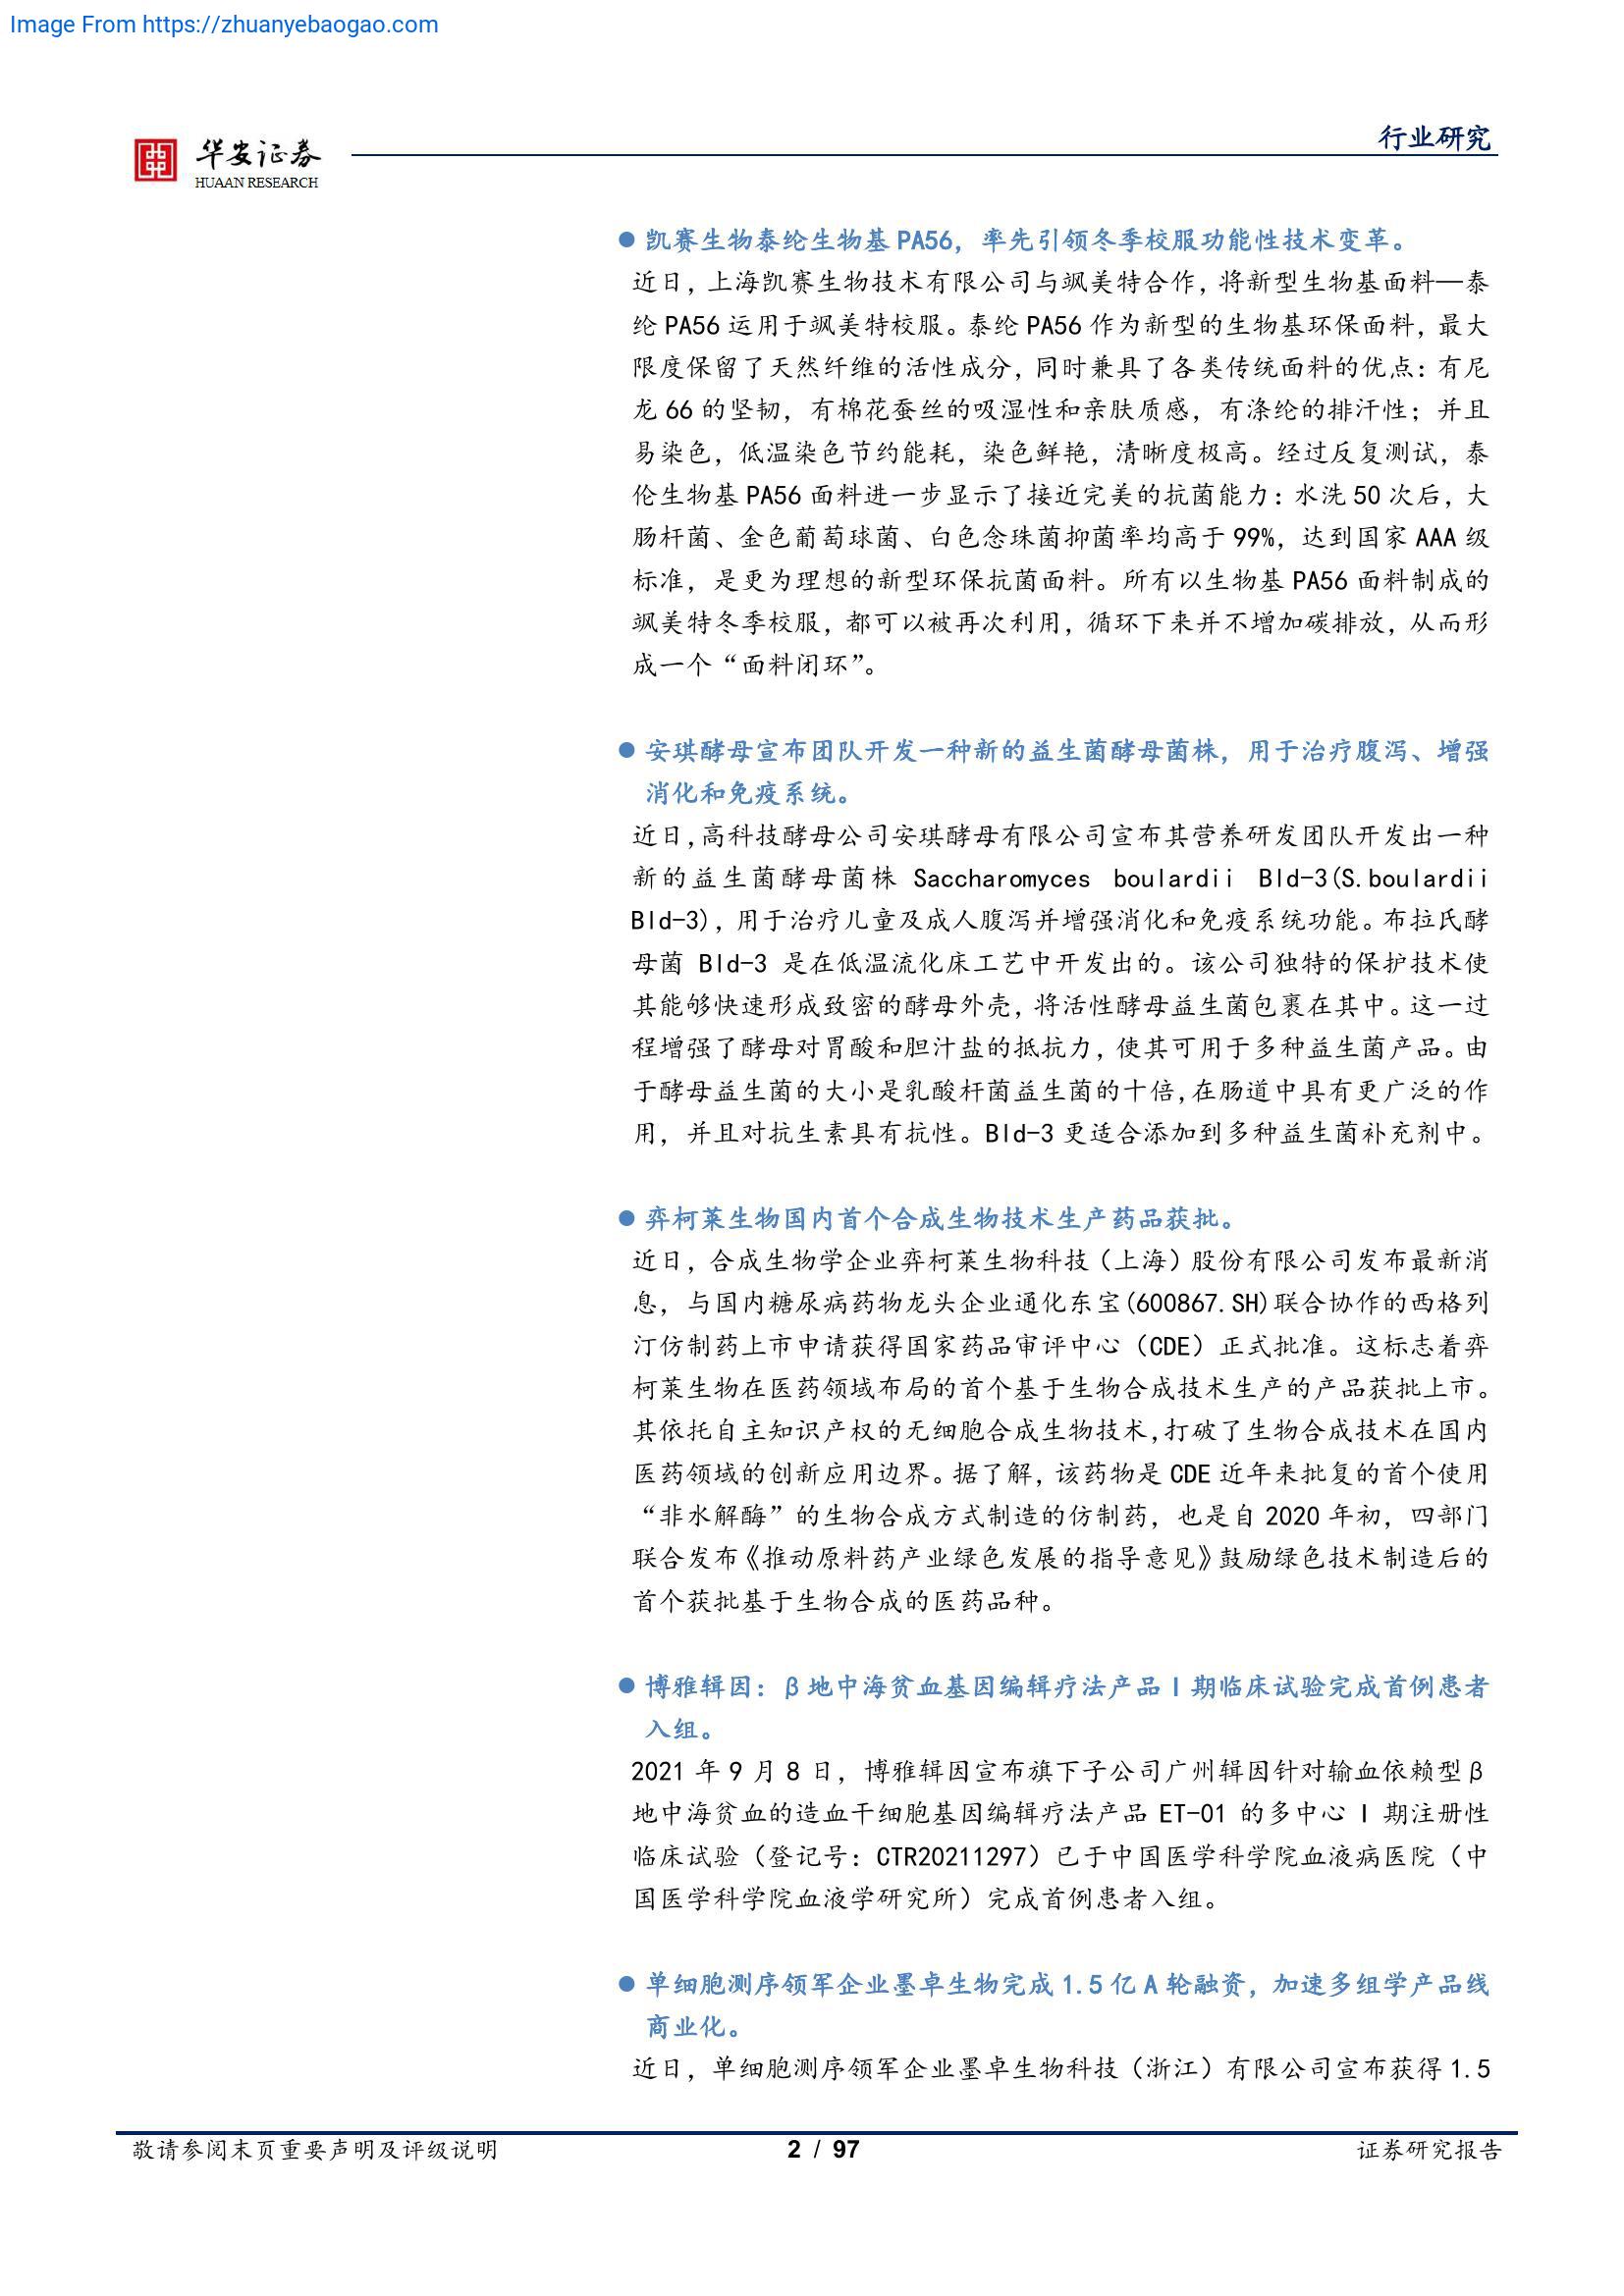 Image From https://zhuanyebaogao.com
华安证券
HUAAN RESEARCH
行业研究
凯赛生物泰纶生物基 PA56，率先引领冬季校服功能性技术变革。
近日，上海凯赛生物技术有限公司与飒美特合作，将新型生物基面料—泰
纶 PA56 运用于飒美特校服。泰纶 PA56 作为新型的生物基环保面料，最大
限度保留了天然纤维的活性成分，同时兼具了各类传统面料的优点：有尼
龙 66 的坚韧，有棉花蚕丝的吸湿性和亲肤质感，有涤纶的排汗性；并且
易染色，低温染色节约能耗，染色鲜艳，清晰度极高。经过反复测试，泰
伦生物基 PA56 面料进一步显示了接近完美的抗菌能力：水洗 50 次后，大
肠杆菌、金色葡萄球菌、白色念珠菌抑菌率均高于 99%，达到国家 AAA 级
标准，是更为理想的新型环保抗菌面料。所有以生物基 PA56 面料制成的
飒美特冬季校服，都可以被再次利用，循环下来并不增加碳排放，从而形
成一个“面料闭环”。
安琪酵母宣布团队开发一种新的益生菌酵母菌株，用于治疗腹泻、增强
消化和免疫系统。
近日，高科技酵母公司安琪酵母有限公司宣布其营养研发团队开发出一种
新的益生菌酵母菌株 Saccharomyces boulardii Bld-3(S.boulardii
Bld-3)，用于治疗儿童及成人腹泻并增强消化和免疫系统功能。布拉氏酵
母菌 Bld-3 是在低温流化床工艺中开发出的。该公司独特的保护技术使
其能够快速形成致密的酵母外壳，将活性酵母益生菌包裹在其中。这一过
程增强了酵母对胃酸和胆汁盐的抵抗力，使其可用于多种益生菌产品。由
于酵母益生菌的大小是乳酸杆菌益生菌的十倍，在肠道中具有更广泛的作
用，并且对抗生素具有抗性。Bld-3 更适合添加到多种益生菌补充剂中。
弈柯莱生物国内首个合成生物技术生产药品获批。
近日，合成生物学企业弈柯莱生物科技（上海）股份有限公司发布最新消
息，与国内糖尿病药物龙头企业通化东宝(600867.SH)联合协作的西格列
汀仿制药上市申请获得国家药品审评中心（CDE）正式批准。这标志着弈
柯莱生物在医药领域布局的首个基于生物合成技术生产的产品获批上市。
其依托自主知识产权的无细胞合成生物技术，打破了生物合成技术在国内
医药领域的创新应用边界。据了解，该药物是 CDE 近年来批复的首个使用
“非水解酶”的生物合成方式制造的仿制药，也是自 2020 年初，四部门
联合发布《推动原料药产业绿色发展的指导意见》鼓励绿色技术制造后的
首个获批基于生物合成的医药品种。
博雅辑因：β地中海贫血基因编辑疗法产品 I 期临床试验完成首例患者
入组。
2021 年 9 月 8 日，博雅辑因宣布旗下子公司广州辑因针对输血依赖型β
地中海贫血的造血干细胞基因编辑疗法产品 ET-01 的多中心 I 期注册性
临床试验（登记号：CTR20211297）已于中国医学科学院血液病医院（中
国医学科学院血液学研究所）完成首例患者入组。
单细胞测序领军企业墨卓生物完成 1.5 亿 A 轮融资，加速多组学产品线
商业化。
近日，单细胞测序领军企业墨卓生物科技（浙江）有限公司宣布获得 1.5
敬请参阅末页重要声明及评级说明
2 / 97
证券研究报告